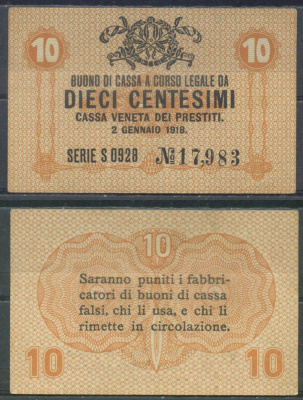 10 10
BUONO DI CASSA A CORSO LEGALE DA
DIECI CENTESIMI
CASSA VENETA DEI PRESTITI.
2 GENNAIO 1918.
SERIE S 0928 No 17,983
10
Saranno puniti i fabbri-
catori di buoni di cassa
falsi, chi li usa, e chi li
rimette in circolazione.
10 10